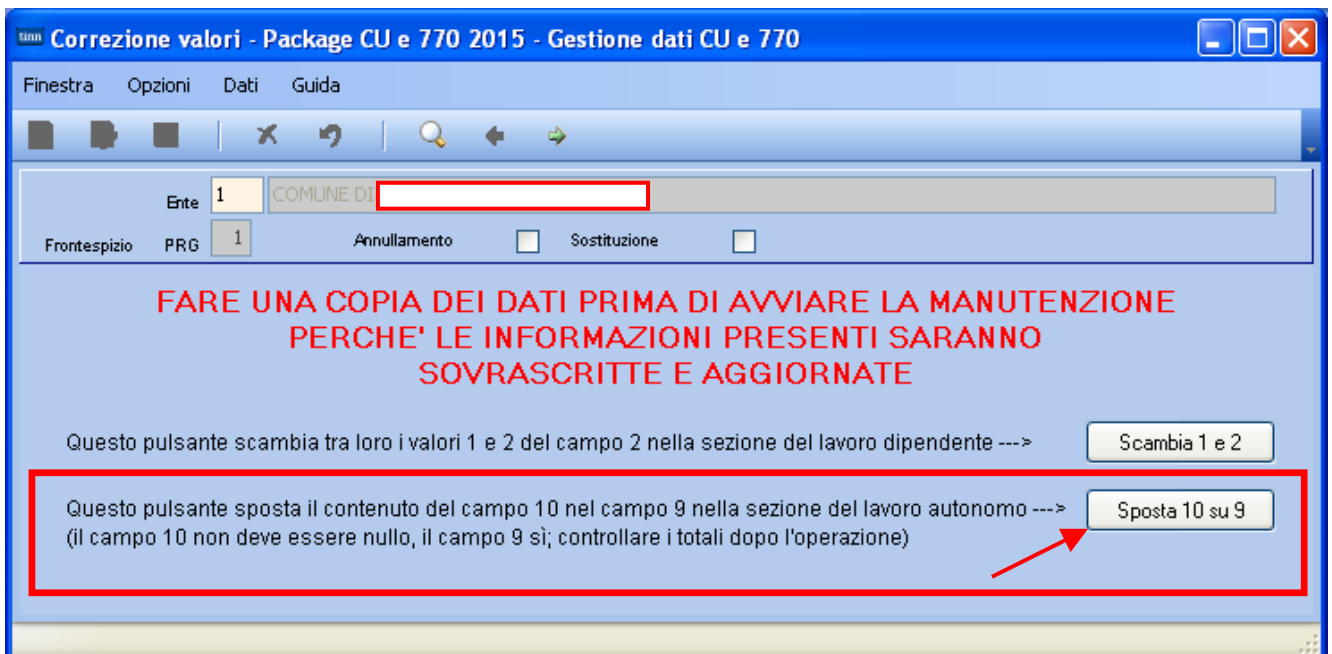 tinn Correzione valori - Package CU e 770 2015 - Gestione dati CU e 770
Finestra Opzioni Dati Guida
Ente 1 COMUNE DI
Frontespizio PRG 1 Annullamento Sostituzione
FARE UNA COPIA DEI DATI PRIMA DI AVVIARE LA MANUTENZIONE
PERCHE' LE INFORMAZIONI PRESENTI SARANNO
SOVRASCRITTE E AGGIORNATE
Questo pulsante scambia tra loro i valori 1 e 2 del campo 2 nella sezione del lavoro dipendente ---> Scambia 1 e 2
Questo pulsante sposta il contenuto del campo 10 nel campo 9 nella sezione del lavoro autonomo ---> Sposta 10 su 9
(il campo 10 non deve essere nullo, il campo 9 sì; controllare i totali dopo l'operazione)